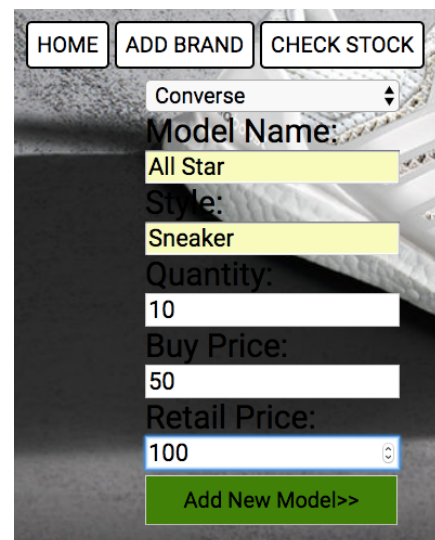 HOME ADD BRAND CHECK STOCK
Converse
Model Name:
All Star
Style:
Sneaker
Quantity:
10
Buy Price:
50
Retail Price:
100
Add New Model>>